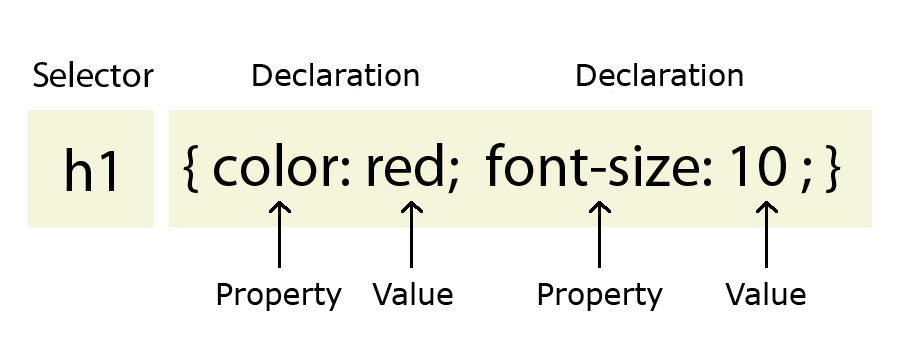 Selector Declaration Declaration
h1 { color: red; font-size: 10 ; }
Property Value Property Value